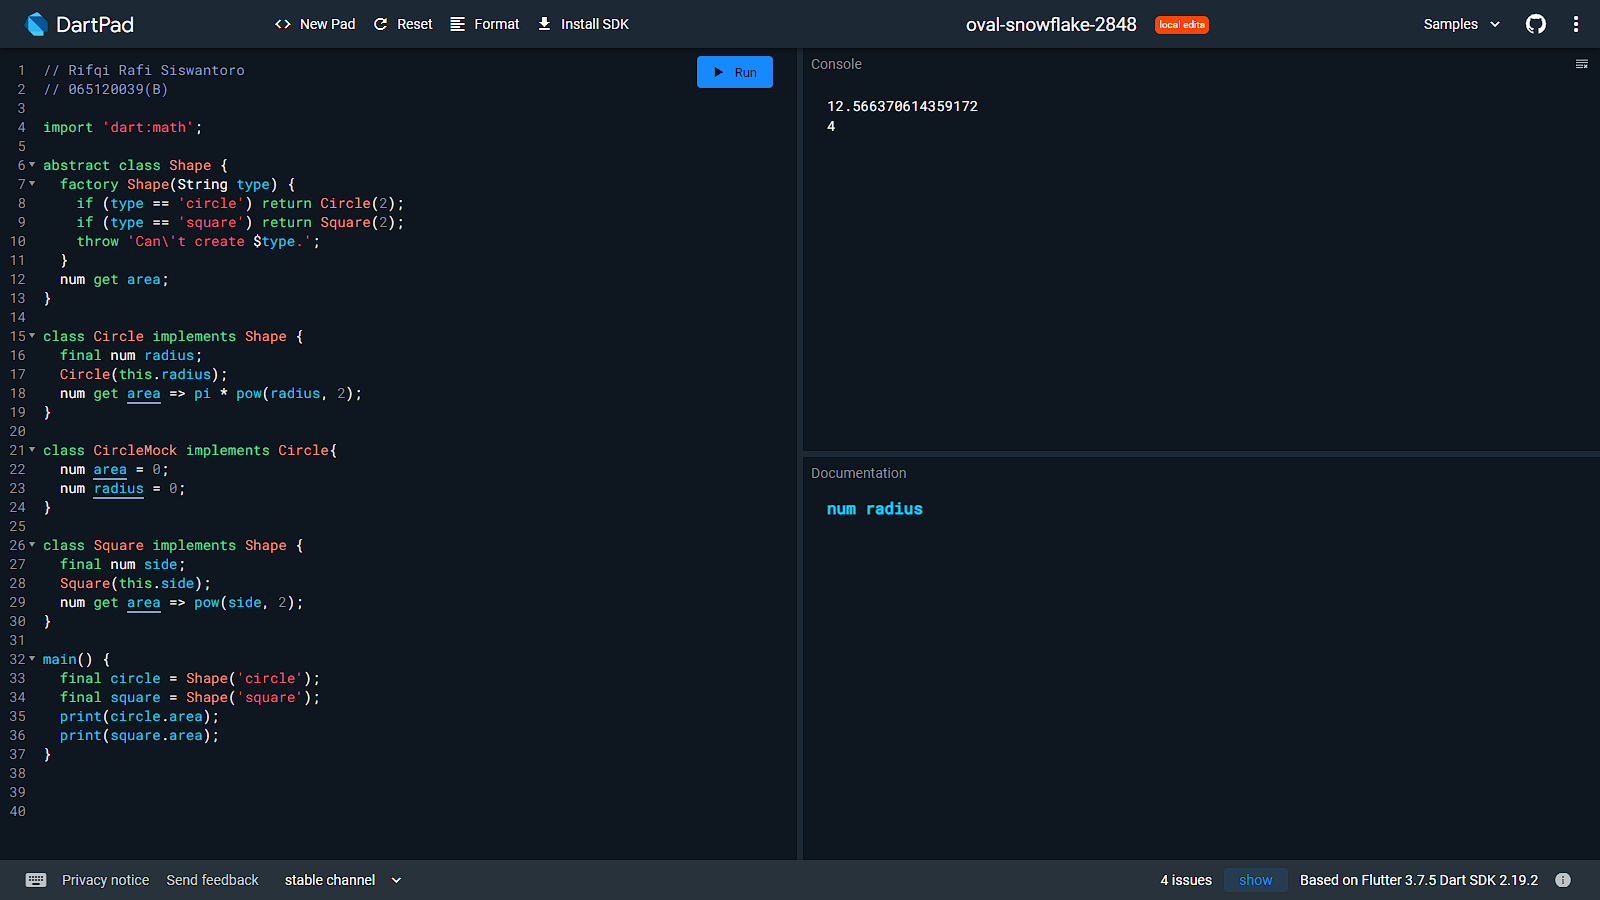 DartPad
New Pad
Reset
Format
Install SDK
oval-snowflake-2848
local edits
Samples
1 // Rifqi Rafi Siswantoro
2 // 065120039(B)
3
4 import 'dart:math';
5
6 abstract class Shape {
7   factory Shape(String type) {
8     if (type == 'circle') return Circle(2);
9     if (type == 'square') return Square(2);
10     throw 'Can\'t create $type.';
11   }
12   num get area;
13 }
14
15 class Circle implements Shape {
16   final num radius;
17   Circle(this.radius);
18   num get area => pi * pow(radius, 2);
19 }
20
21 class CircleMock implements Circle{
22   num area = 0;
23   num radius = 0;
24 }
25
26 class Square implements Shape {
27   final num side;
28   Square(this.side);
29   num get area => pow(side, 2);
30 }
31
32 main() {
33   final circle = Shape('circle');
34   final square = Shape('square');
35   print(circle.area);
36   print(square.area);
37 }
38
39
40
Run
Console
12.566370614359172
4
Documentation
num radius
Privacy notice
Send feedback
stable channel
4 issues
show
Based on Flutter 3.7.5 Dart SDK 2.19.2